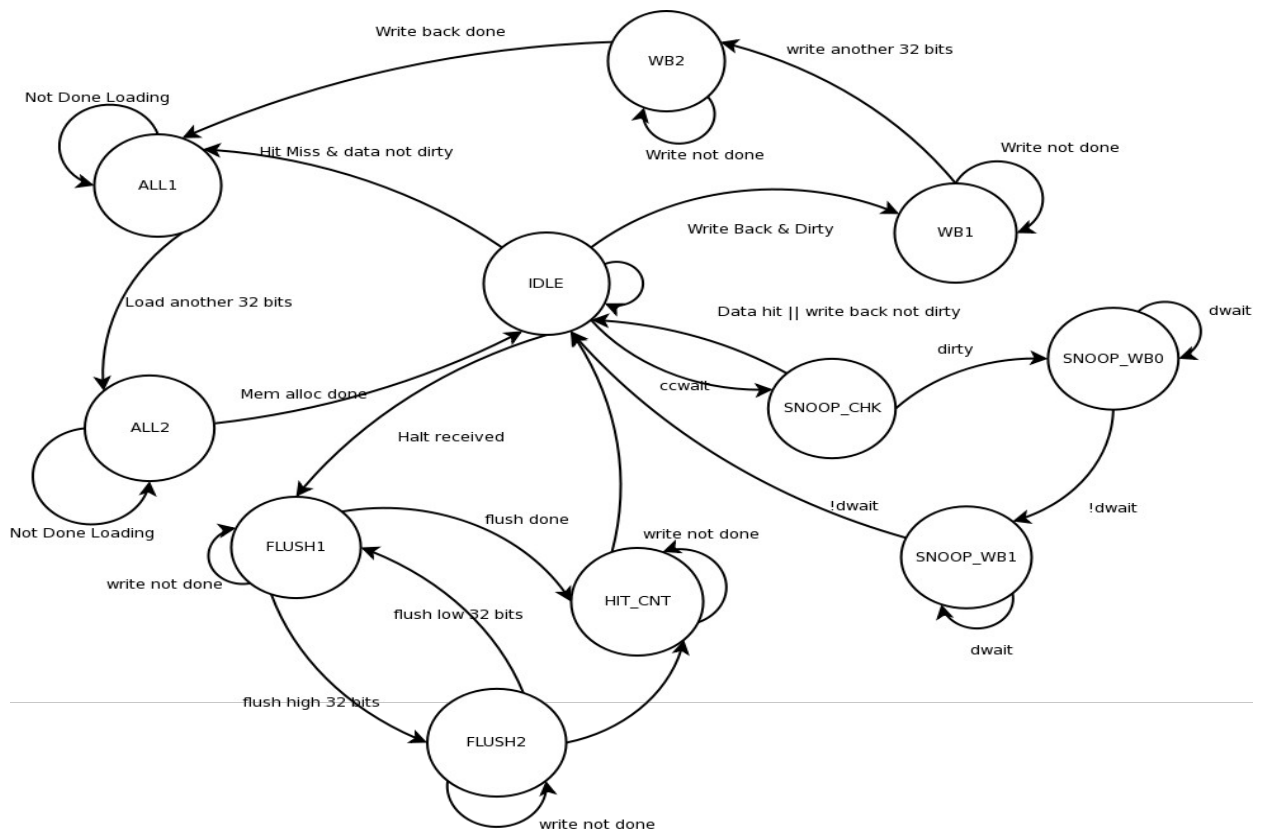 Write back done
WB2
write another 32 bits
Not Done Loading
Write not done
Write not done
Hit Miss & data not dirty
ALL1
Write Back & Dirty
WB1
IDLE
Load another 32 bits
Data hit || write back not dirty
dwait
dirty
SNOOP_WB0
ccwait
Mem alloc done
SNOOP_CHK
ALL2
Halt received
!dwait
!dwait
flush done
Not Done Loading
write not done
FLUSH1
SNOOP_WB1
write not done
HIT_CNT
flush low 32 bits
dwait
flush high 32 bits
FLUSH2
write not done